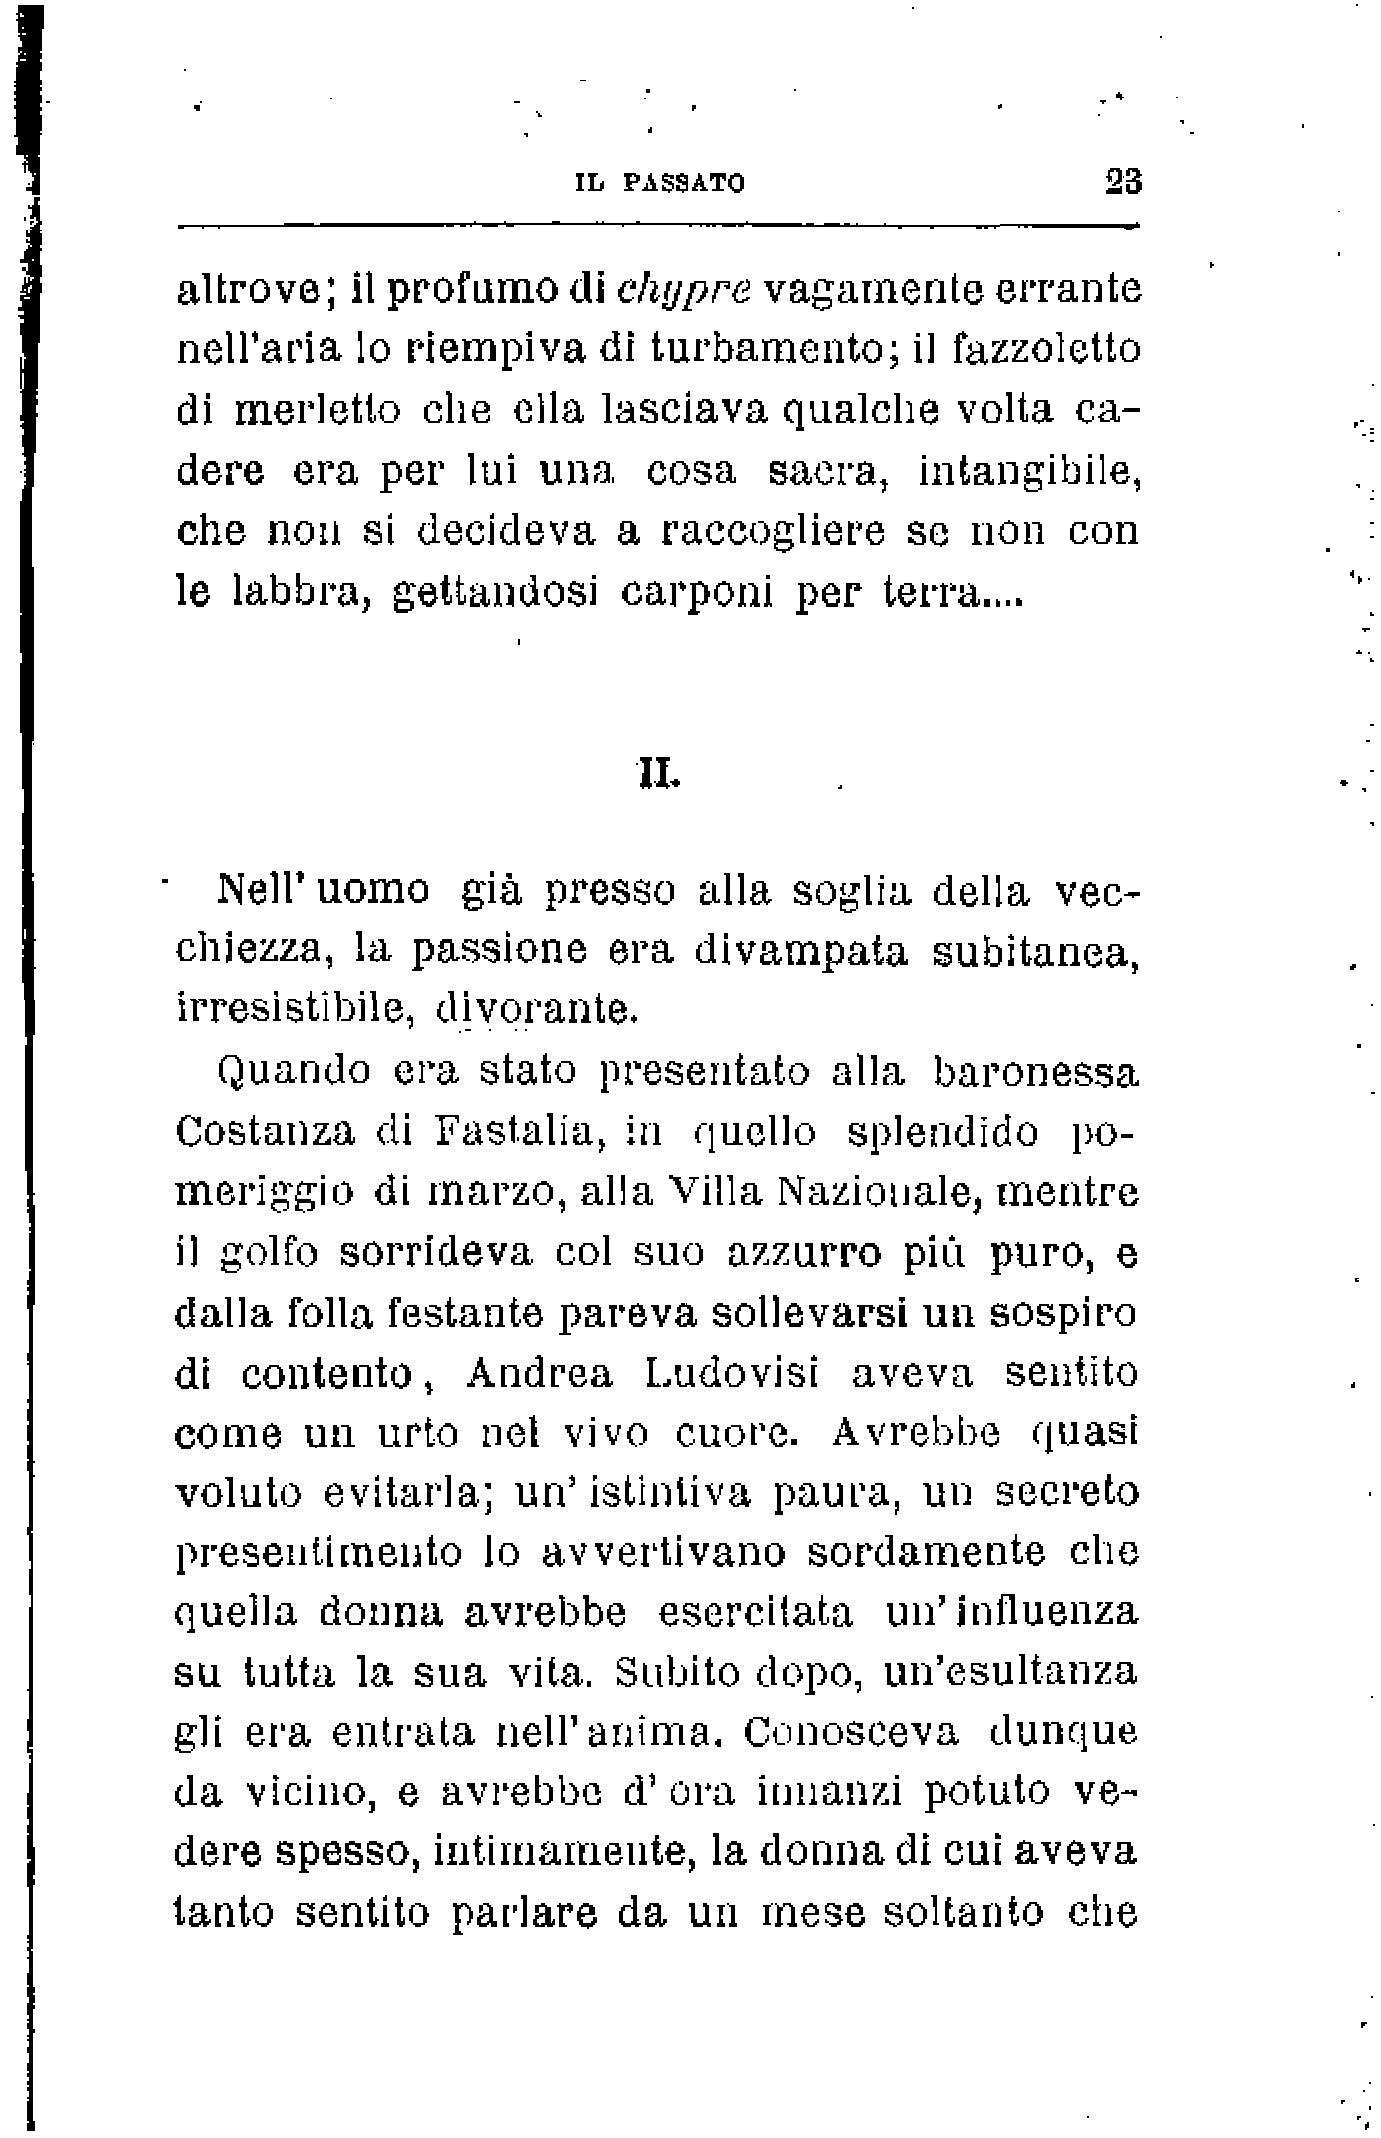 IL PASSATO 23
altrove; il profumo di chypre vagamente errante
nell'aria lo riempiva di turbamento; il fazzoletto
di merletto che ella lasciava qualche volta ca-
dere era per lui una cosa sacra, intangibile,
che non si decideva a raccogliere se non con
le labbra, gettandosi carponi per terra....
II.
Nell' uomo già presso alla soglia della vec-
chiezza, la passione era divampata subitanea,
irresistibile, divorante.
Quando era stato presentato alla baronessa
Costanza di Fastalia, in quello splendido po-
meriggio di marzo, alla Villa Nazionale, mentre
il golfo sorrideva col suo azzurro più puro, e
dalla folla festante pareva sollevarsi un sospiro
di contento, Andrea Ludovisi aveva sentito
come un urto nel vivo cuore. Avrebbe quasi
voluto evitarla; un' istintiva paura, un secreto
presentimento lo avvertivano sordamente che
quella donna avrebbe esercitata un' influenza
su tutta la sua vita. Subito dopo, un'esultanza
gli era entrata nell' anima. Conosceva dunque
da vicino, e avrebbe d' ora innanzi potuto ve-
dere spesso, intimamente, la donna di cui aveva
tanto sentito parlare da un mese soltanto che